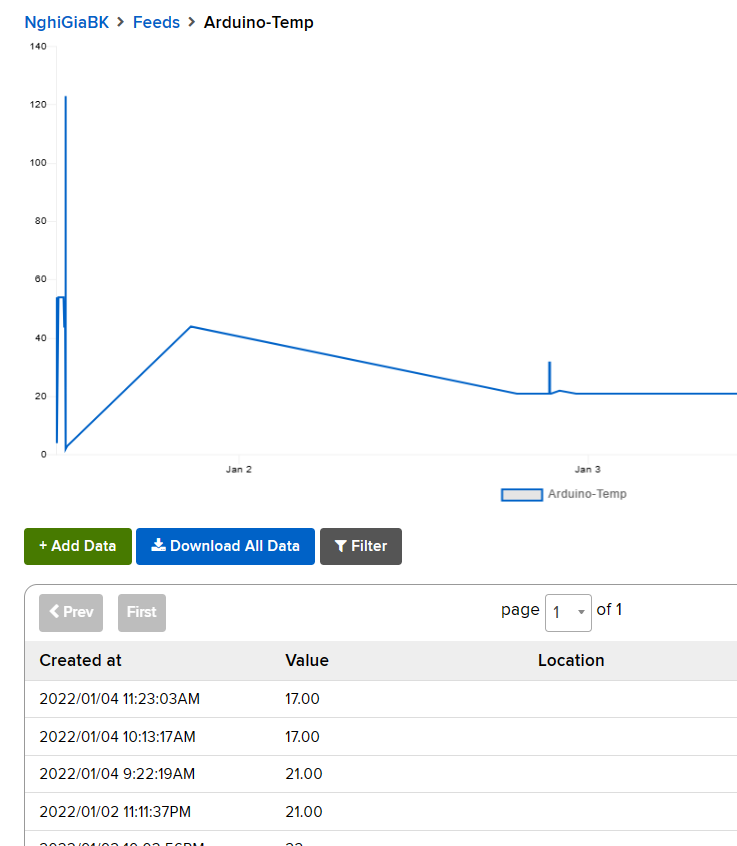 NghiGiaBK > Feeds > Arduino-Temp
140
120
100
80
60
40
20
0
Jan 2 Jan 3
Arduino-Temp
+ Add Data Download All Data Filter
Prev First page 1 of 1
Created at Value Location
2022/01/04 11:23:03AM 17.00
2022/01/04 10:13:17AM 17.00
2022/01/04 9:22:19AM 21.00
2022/01/02 11:11:37PM 21.00